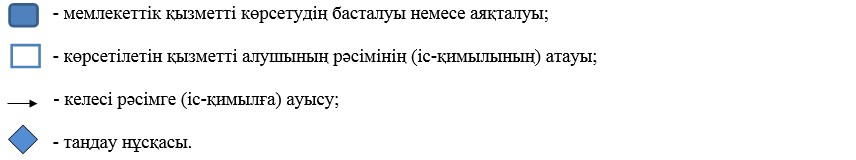 - мемлекеттік қызметті көрсетудің басталуы немесе аяқталуы;
- көрсетілетін қызметті алушының рәсімінің (іс-қимылының) атауы;
- келесі рәсімге (іс-қимылға) ауысу;
- таңдау нұсқасы.